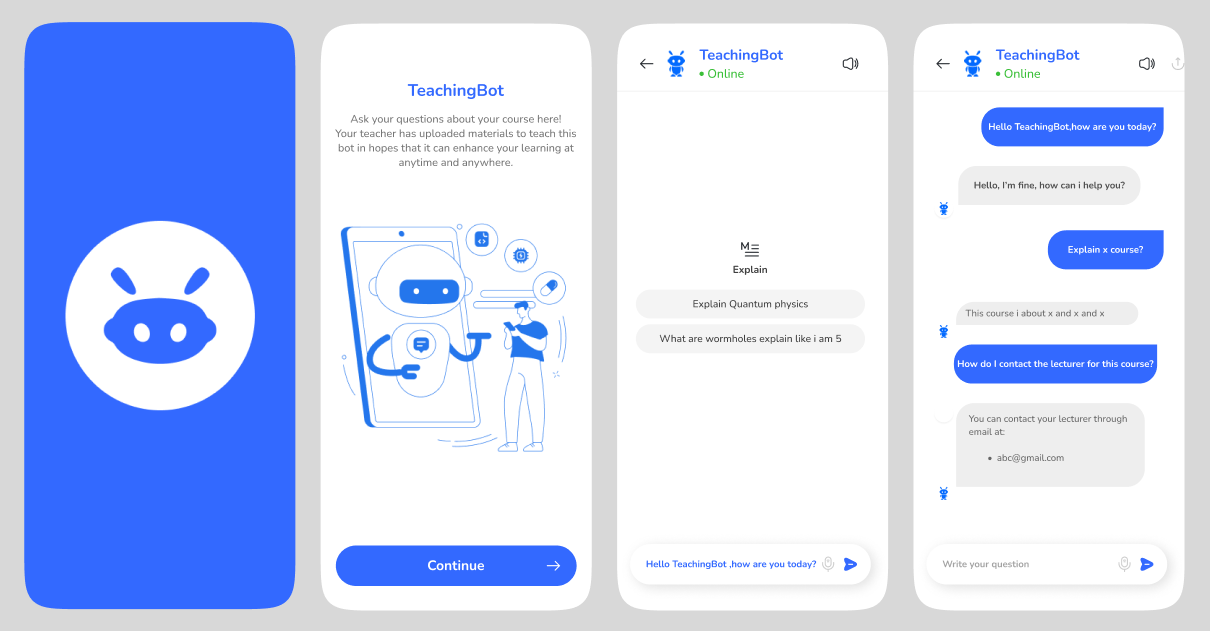 TeachingBot
Ask your questions about your course here!
Your teacher has uploaded materials to teach this
bot in hopes that it can enhance your learning at
anytime and anywhere.
Continue
TeachingBot
• Online
M
Explain
Explain Quantum physics
What are wormholes explain like i am 5
Hello TeachingBot ,how are you today?
TeachingBot
• Online
Hello TeachingBot,how are you today?
Hello, I'm fine, how can i help you?
Explain x course?
This course i about x and x and x
How do I contact the lecturer for this course?
You can contact your lecturer through
email at:
• abc@gmail.com
Write your question